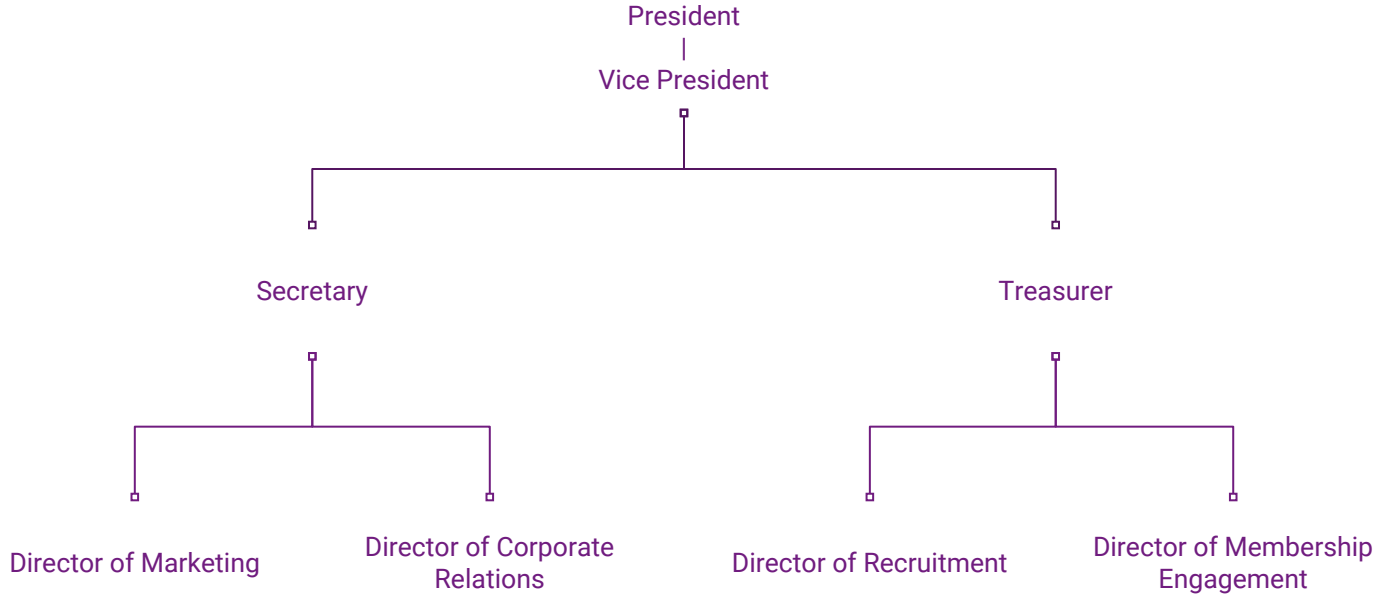 President
Vice President
Secretary
Treasurer
Director of Marketing
Director of Corporate
Relations
Director of Recruitment
Director of Membership
Engagement